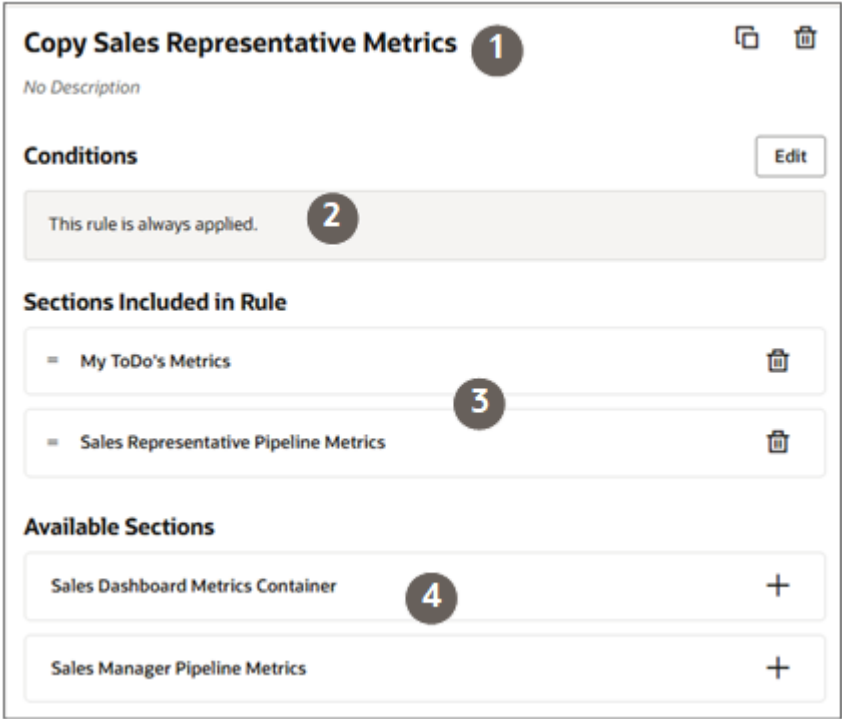 Copy Sales Representative Metrics 1
No Description
Conditions Edit
This rule is always applied. 2
Sections Included in Rule
My ToDo's Metrics
3
Sales Representative Pipeline Metrics
Available Sections
Sales Dashboard Metrics Container 4
Sales Manager Pipeline Metrics